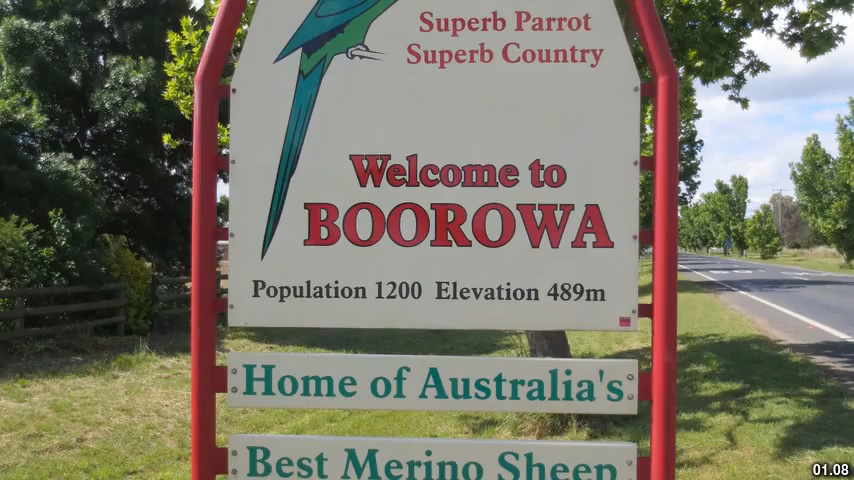 Superb Parrot
Superb Country
Welcome to
BOOROWA
Population 1200 Elevation 489m
Home of Australia's
Best Merino Sheep
01.08